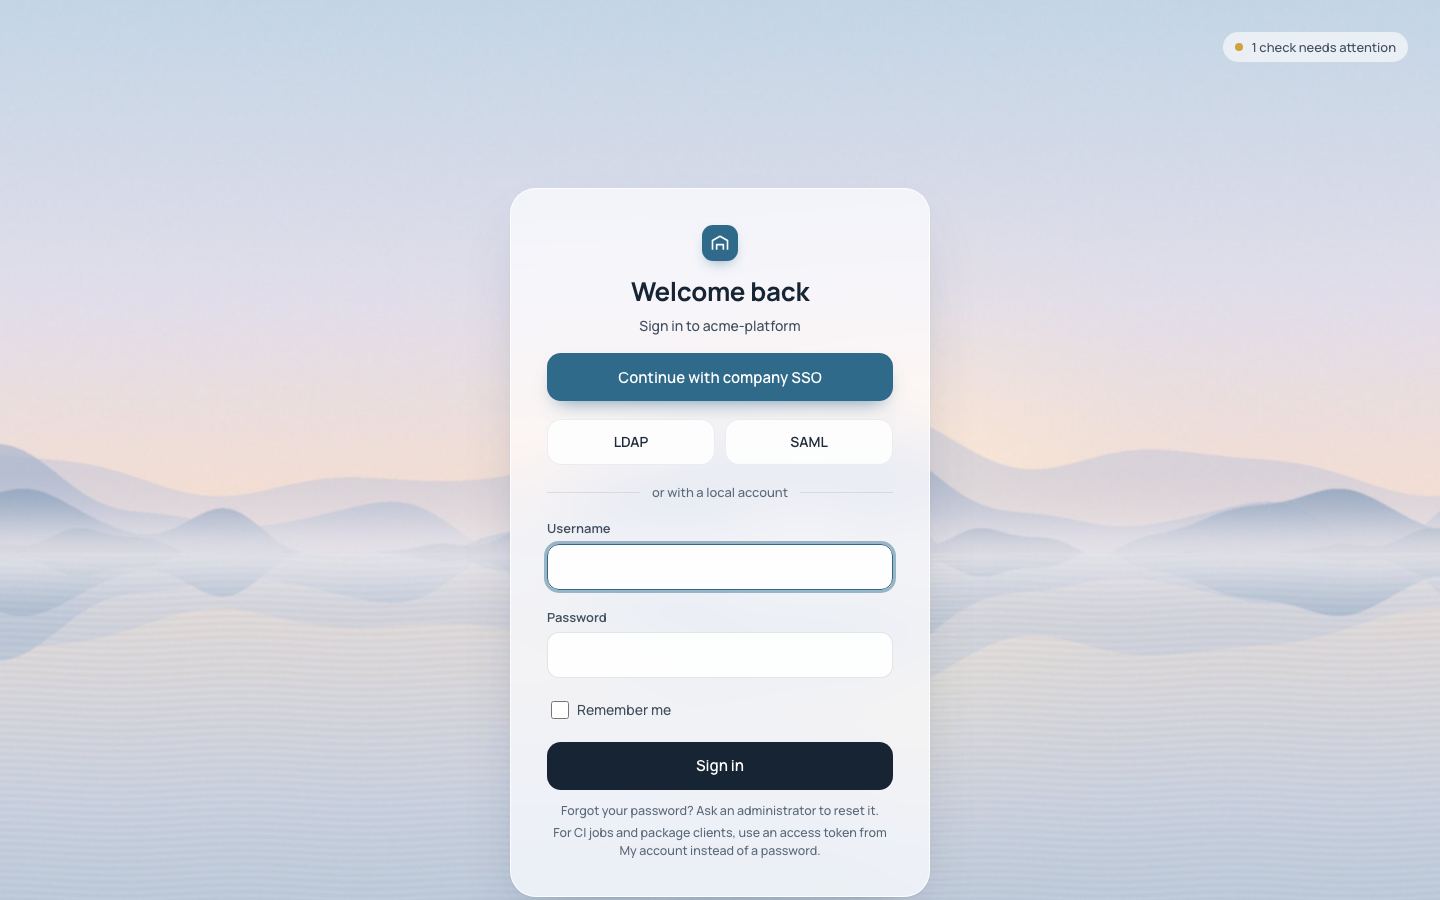 1 check needs attention
Welcome back
Sign in to acme-platform
Continue with company SSO
LDAP
SAML
or with a local account
Username
Password
Remember me
Sign in
Forgot your password? Ask an administrator to reset it.
For CI jobs and package clients, use an access token from
My account instead of a password.